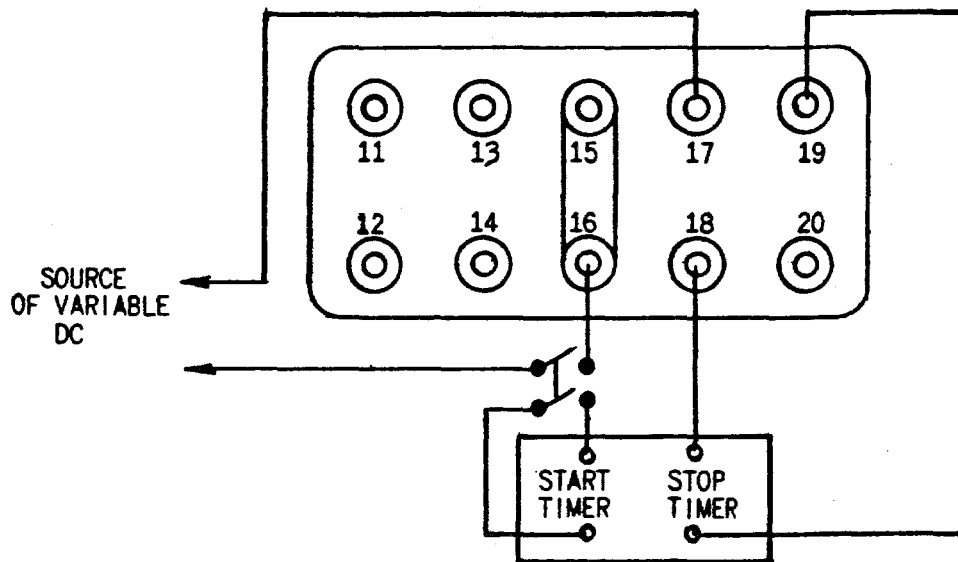 11 13 15 17 19
12 14 16 18 20
SOURCE
OF VARIABLE
DC
START
TIMER
STOP
TIMER